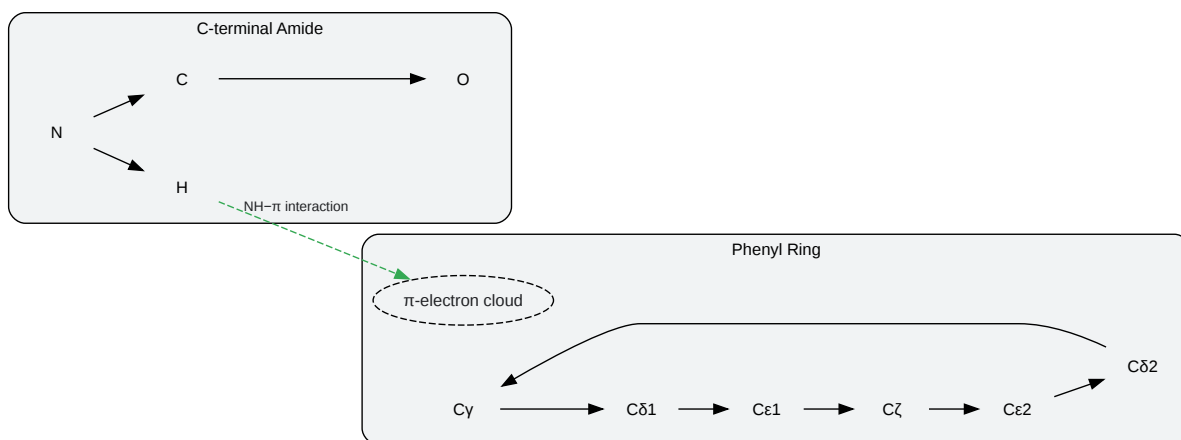 C-terminal Amide
C
O
N
H
NH−π interaction
Phenyl Ring
π-electron cloud
Cδ2
Cγ
Cδ1
Cε1
Cζ
Cε2